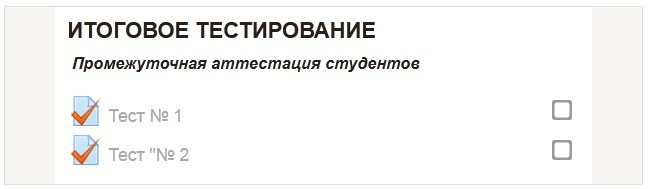 ИТОГОВОЕ ТЕСТИРОВАНИЕ
Промежуточная аттестация студентов
Тест № 1
Тест "№ 2